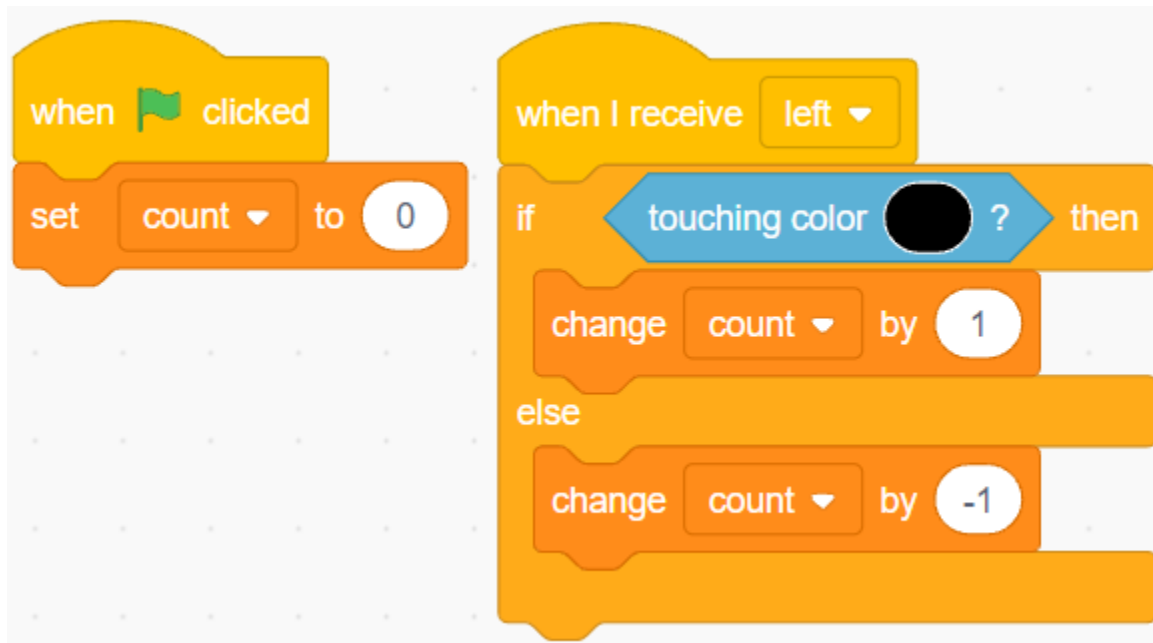 when clicked
set count to 0
when I receive left
if touching color ? then
change count by 1
else
change count by -1